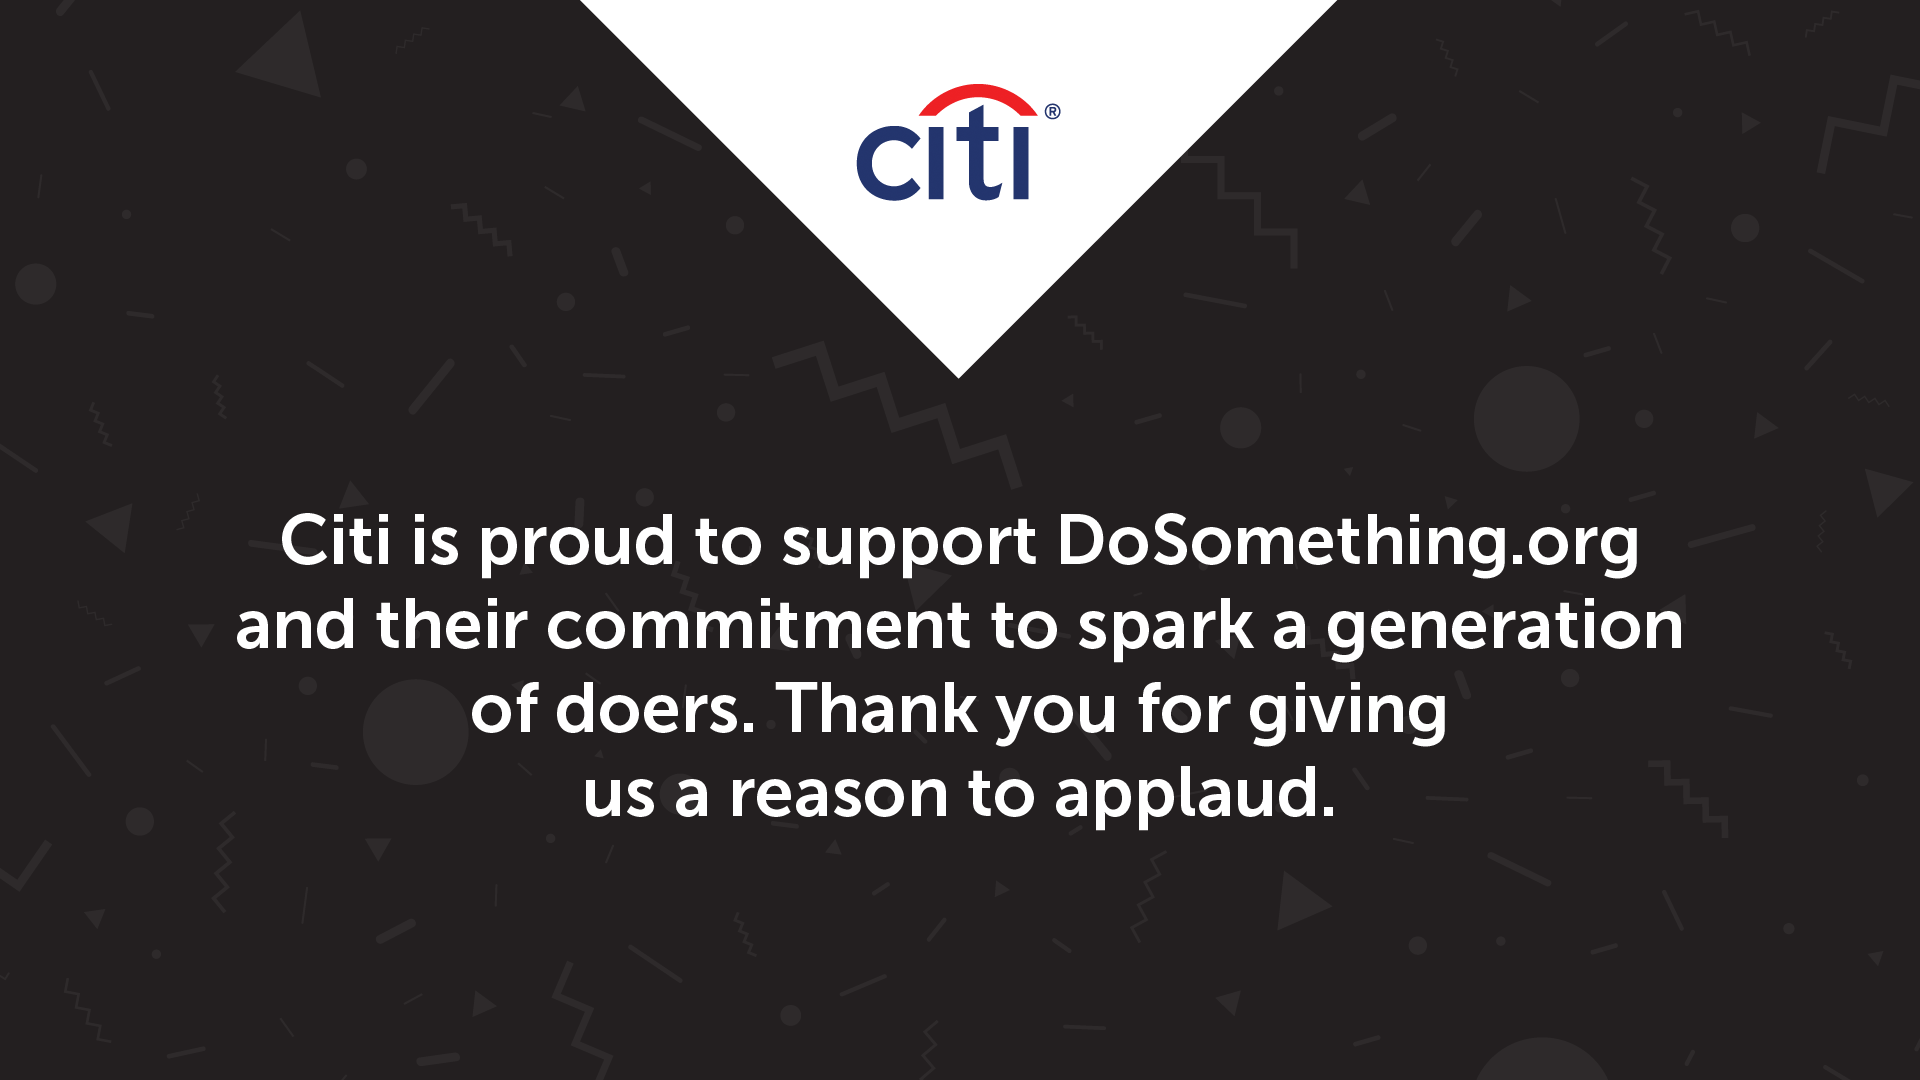 citi®
Citi is proud to support DoSomething.org
and their commitment to spark a generation
of doers. Thank you for giving
us a reason to applaud.